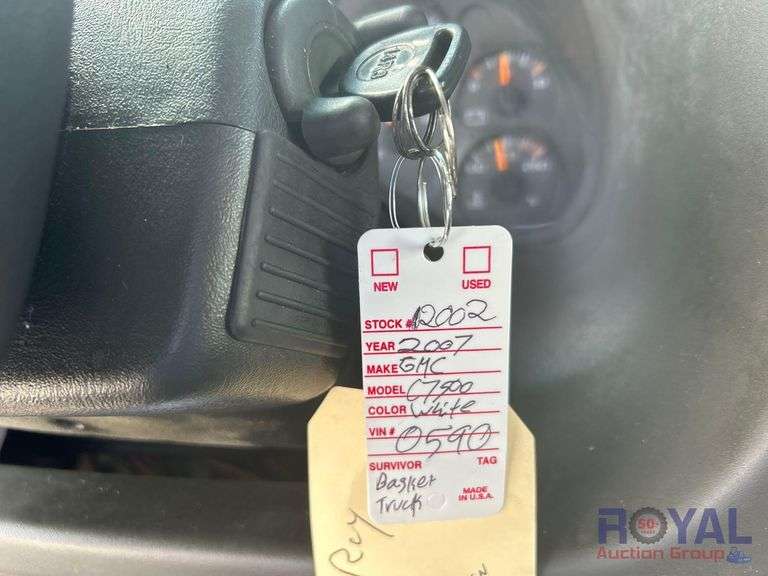 NEW USED
STOCK # 12002
YEAR 2007
MAKE GMC
MODEL C7500
COLOR White
VIN # 0590
SURVIVOR TAG
Basket
Truck
MADE
IN U.S.A.
ROYAL
50
Auction Group